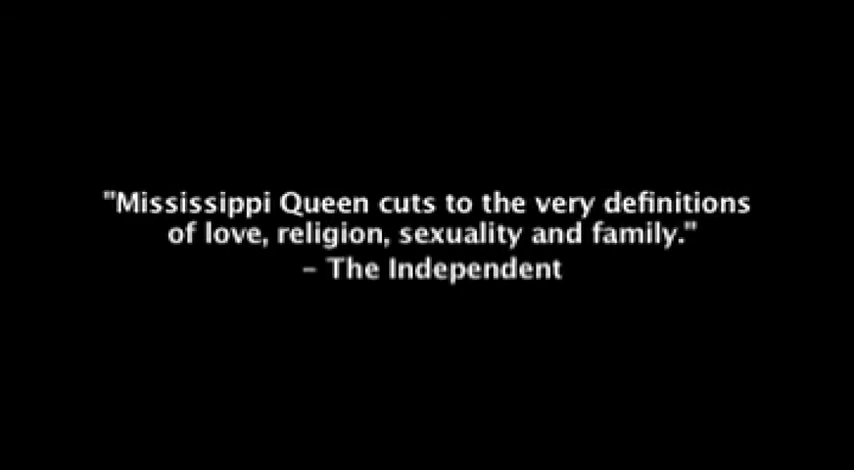 "Mississippi Queen cuts to the very definitions
of love, religion, sexuality and family."
– The Independent